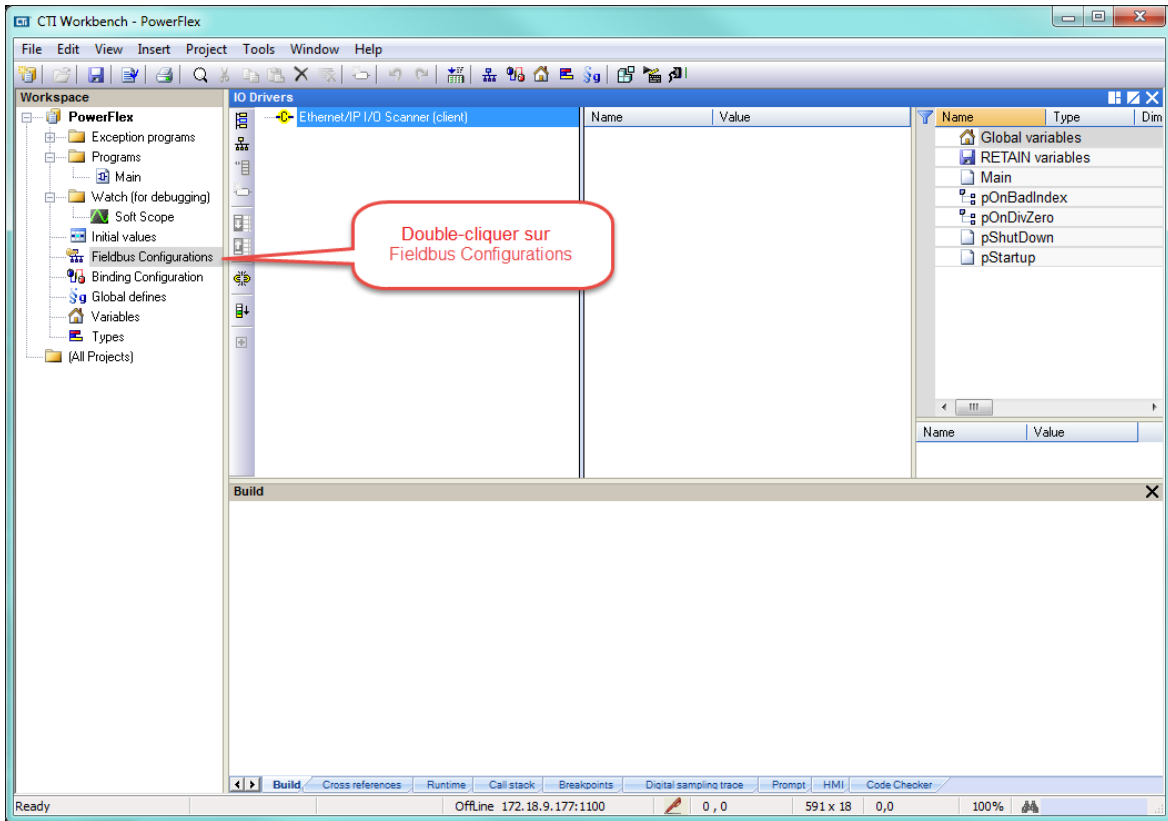 CTI Workbench - PowerFlex
File Edit View Insert Project Tools Window Help
Workspace
PowerFlex
Exception programs
Programs
Main
Watch (for debugging)
Soft Scope
Initial values
Fieldbus Configurations
Binding Configuration
Global defines
Variables
Types
(All Projects)
IO Drivers
Ethernet/IP I/O Scanner (client)
Name Value
Double-cliquer sur
Fieldbus Configurations
Name Type Dim
Global variables
RETAIN variables
Main
pOnBadIndex
pOnDivZero
pShutDown
pStartup
Name Value
Build
Build Cross references Runtime Call stack Breakpoints Digital sampling trace Prompt HMI Code Checker
Ready OffLine 172.18.9.177:1100 0 , 0 591 x 18 0,0 100%